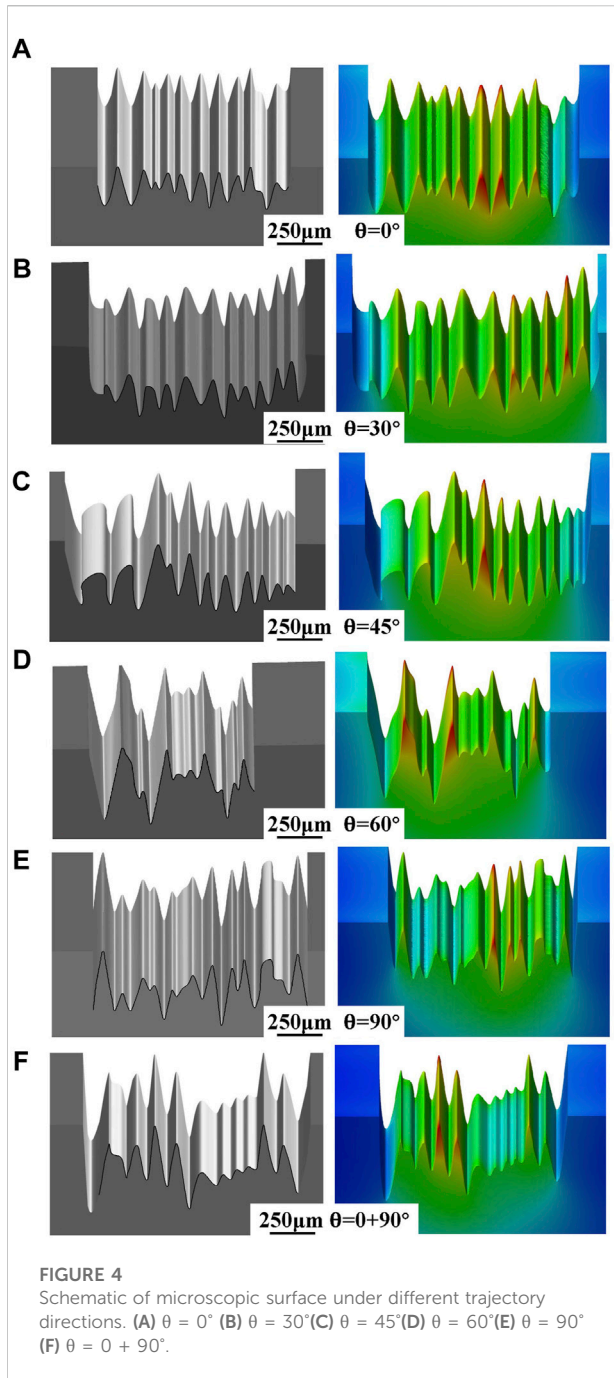 A
250μm θ=0°
B
250μm θ=30°
C
250μm θ=45°
D
250μm θ=60°
E
250μm θ=90°
F
250μm θ=0+90°
FIGURE 4
Schematic of microscopic surface under different trajectory
directions. (A) θ = 0° (B) θ = 30°(C) θ = 45°(D) θ = 60°(E) θ = 90°
(F) θ = 0 + 90°.